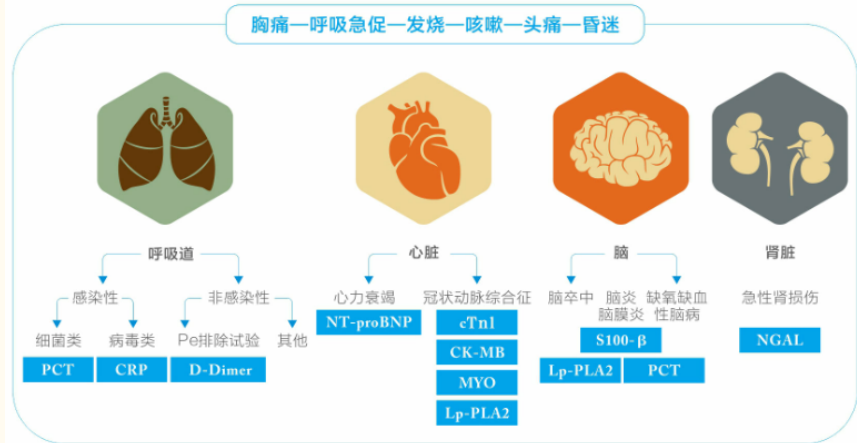 胸痛—呼吸急促—发烧—咳嗽—头痛—昏迷
呼吸道
心脏
脑
肾脏
感染性
非感染性
心力衰竭
冠状动脉综合征
脑卒中
脑炎
脑膜炎
缺氧缺血
性脑病
急性肾损伤
细菌类
病毒类
Pe排除试验
其他
PCT
CRP
D-Dimer
NT-proBNP
cTn1
CK-MB
MYO
Lp-PLA2
S100-β
Lp-PLA2
PCT
NGAL